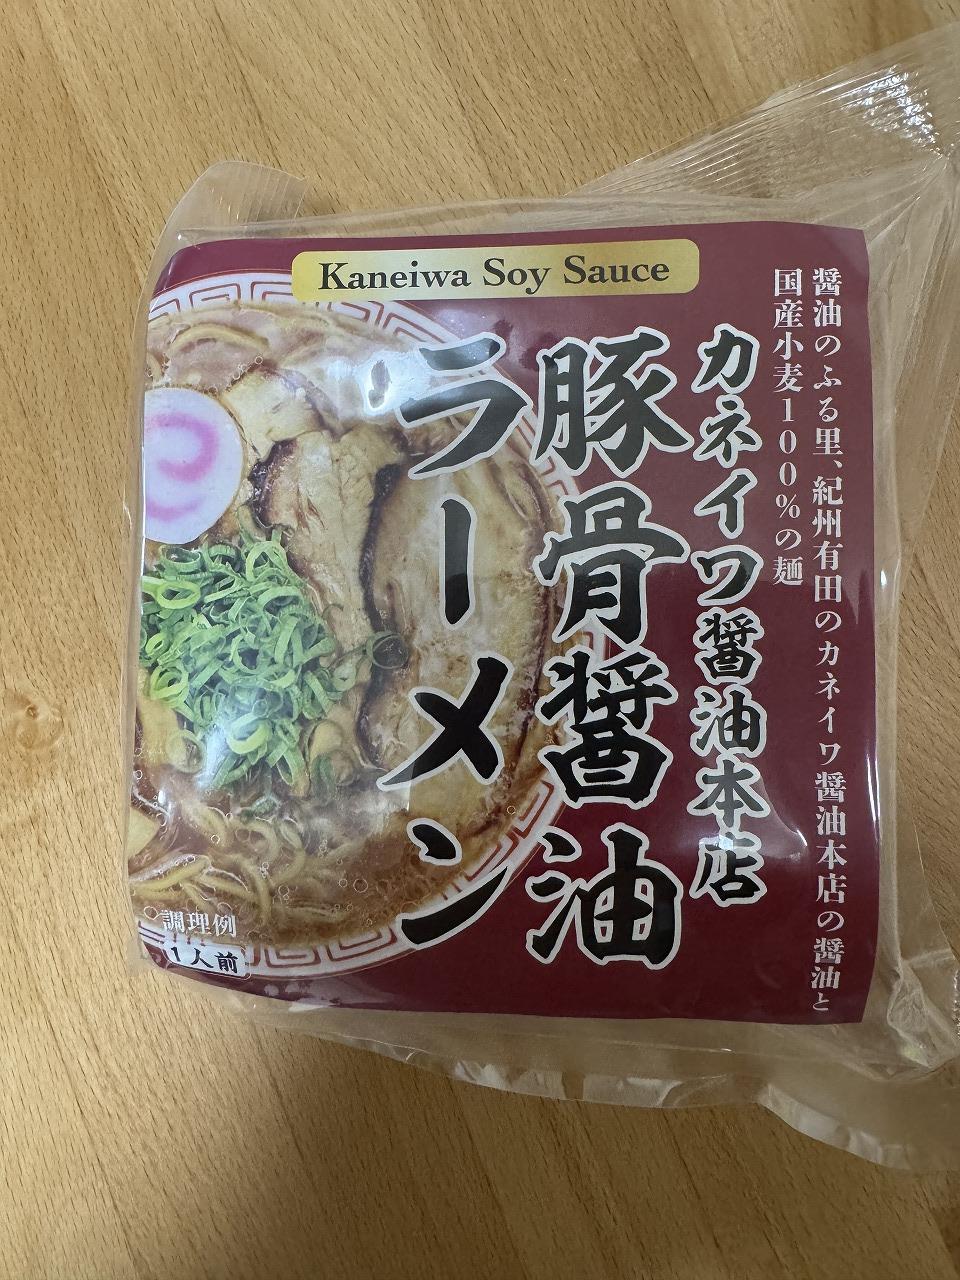 Kaneiwa Soy Sauce
醤油のふる里、紀州有田のカネイワ醤油本店の醤油と
国産小麦100%の麺
カネイワ醤油本店
豚骨醤油
ラーメン
調理例
1人前